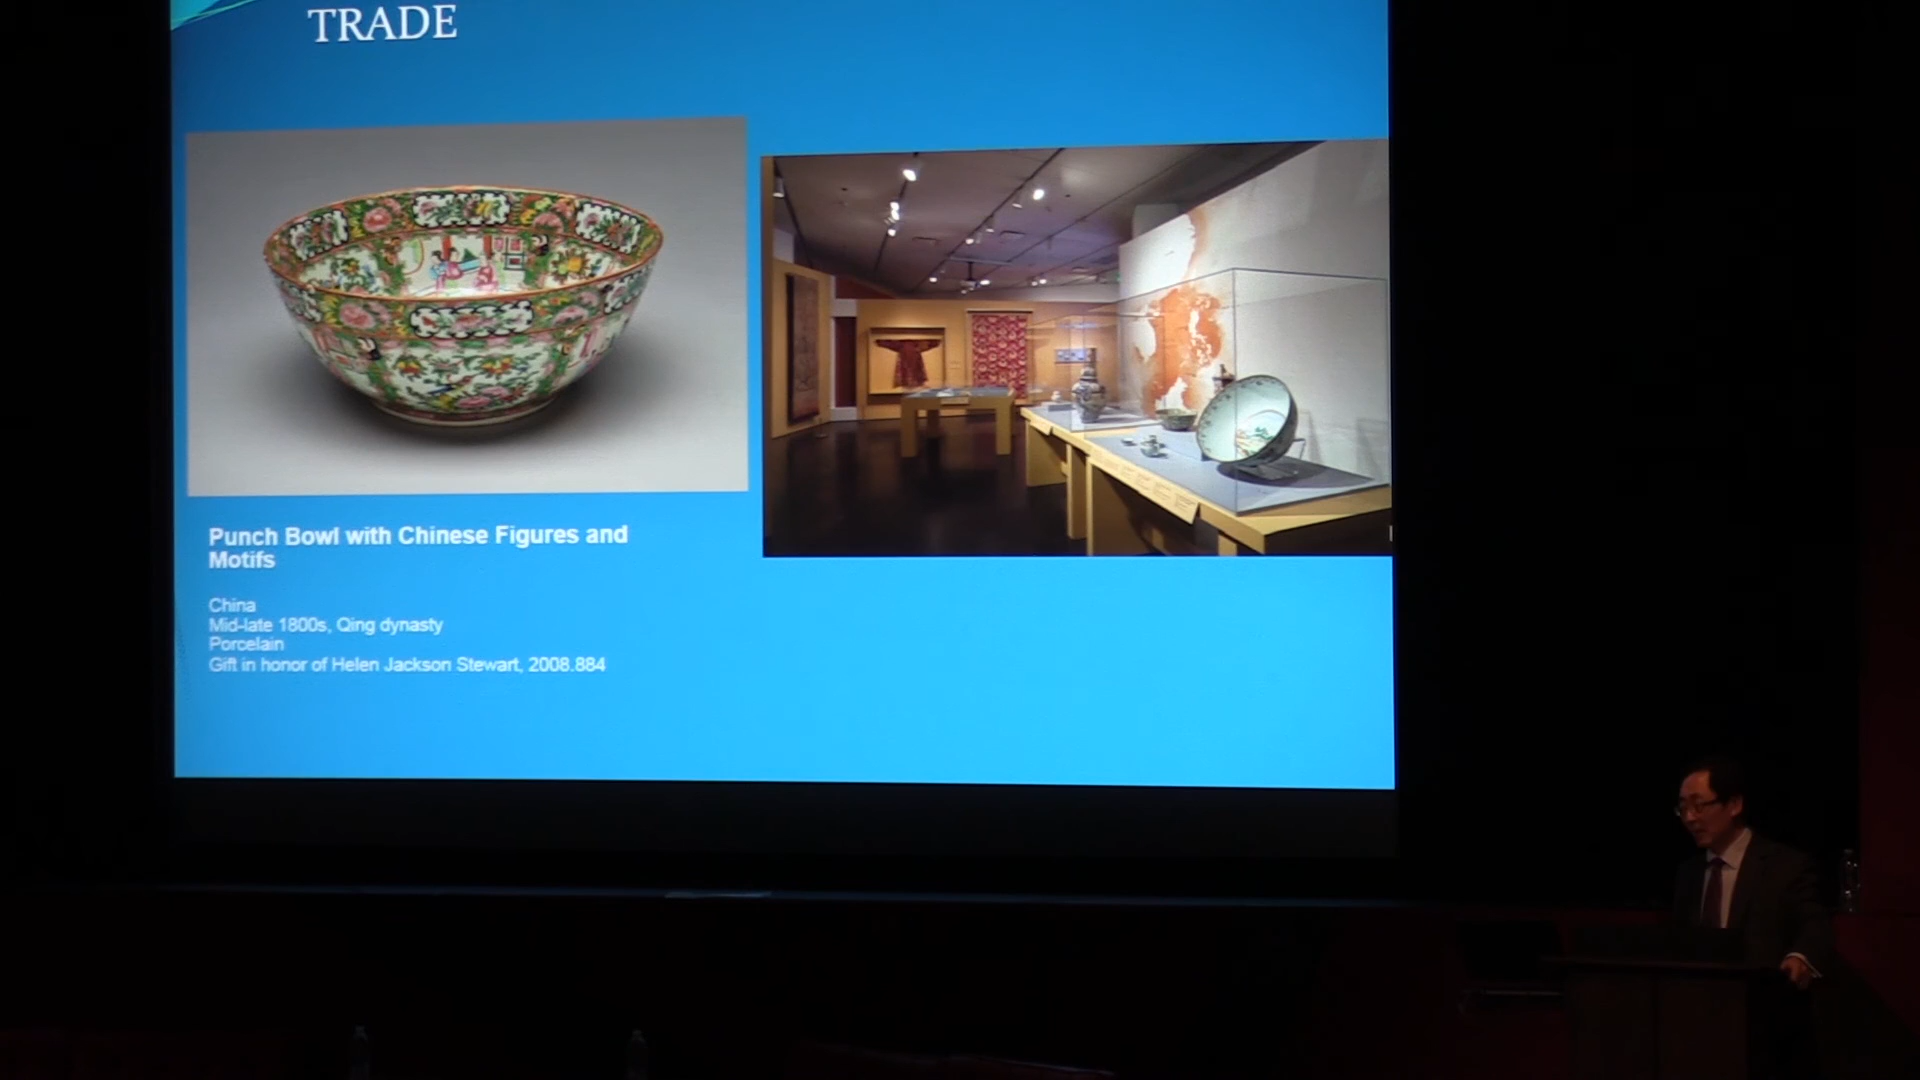 TRADE
Punch Bowl with Chinese Figures and
Motifs
China
Mid-late 1800s, Qing dynasty
Porcelain
Gift in honor of Helen Jackson Stewart, 2008.884